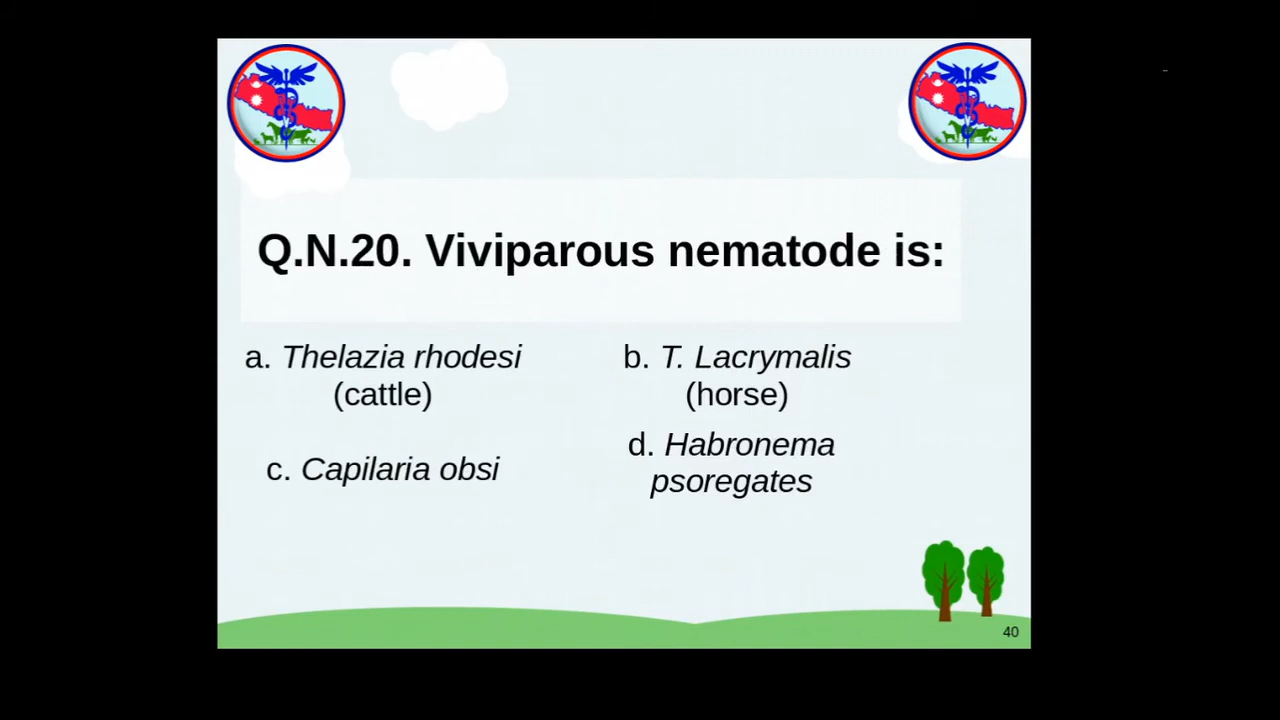 Q.N.20. Viviparous nematode is:
a. Thelazia rhodesi
(cattle)
b. T. Lacrymalis
(horse)
c. Capilaria obsi
d. Habronema
psoregates
40